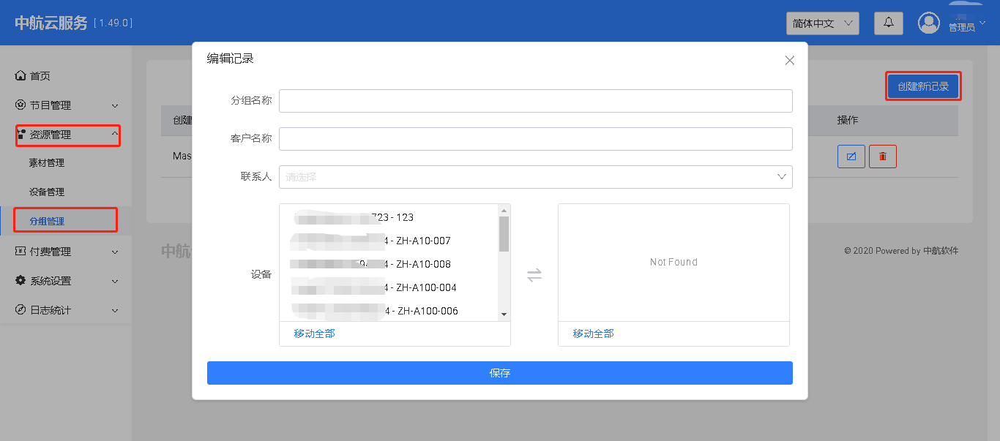 中航云服务 [ 1.49.0 ]
简体中文
管理员
首页
节目管理
资源管理
素材管理
设备管理
分组管理
付费管理
系统设置
日志统计
创建新记录
创建
操作
Mas
编辑记录
分组名称
客户名称
联系人
请选择
设备
723 - 123
4 - ZH-A10-007
4 - ZH-A10-008
4 - ZH-A100-004
4 - ZH-A100-006
移动全部
Not Found
移动全部
保存
中航
© 2020 Powered by 中航软件